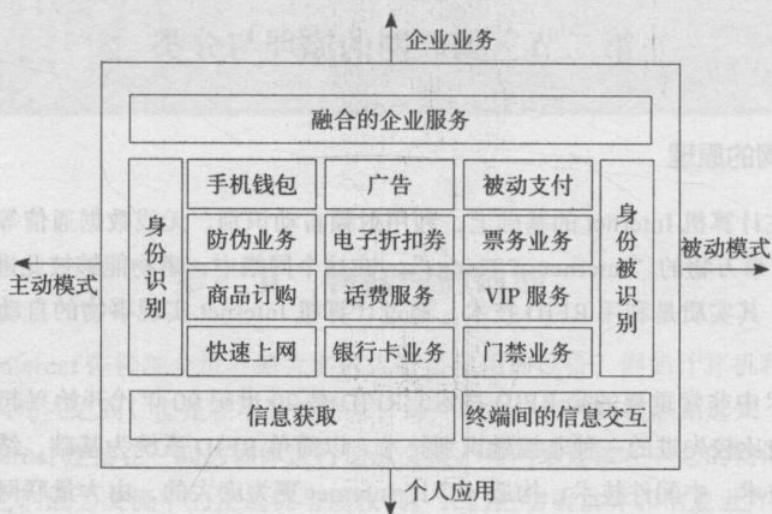 企业业务
融合的企业服务
身份识别
手机钱包 广告 被动支付
防伪业务 电子折扣券 票务业务
商品订购 话费服务 VIP 服务
快速上网 银行卡业务 门禁业务
身份被识别
主动模式
被动模式
信息获取 终端间的信息交互
个人应用